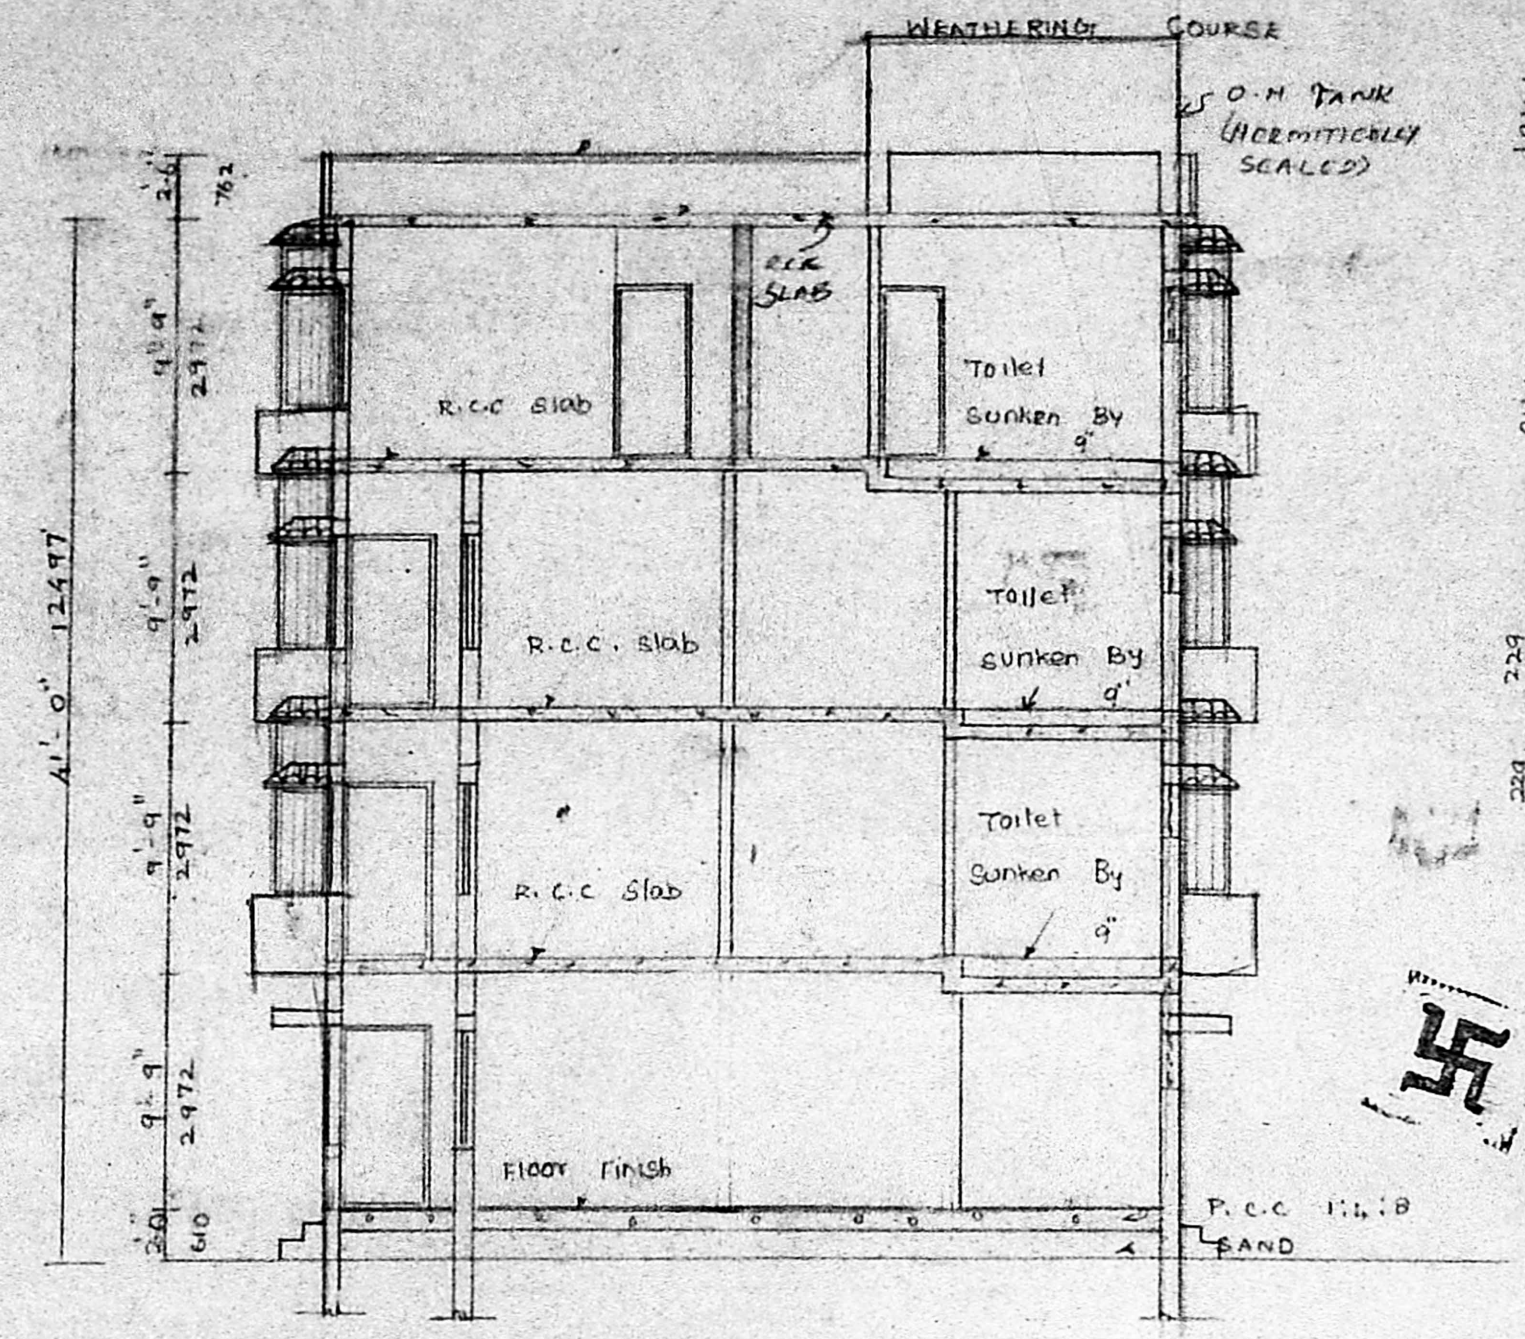 WEATHERING COURSE
O.H TANK
(HERMITICELEY
SEALED)
2'-6"
762
R.C.C
SLAB
9'-9"
2972
R.C.C Slab
Toilet
Sunken By
9"
41'-0" 12497
9'-9"
2972
R.C.C. Slab
Toilet
Sunken By
9"
229
9'-9"
2972
R.C.C Slab
Toilet
Sunken By
9"
229
9'-9"
2972
Floor Finish
2'0"
610
P.C.C 1:4:8
SAND